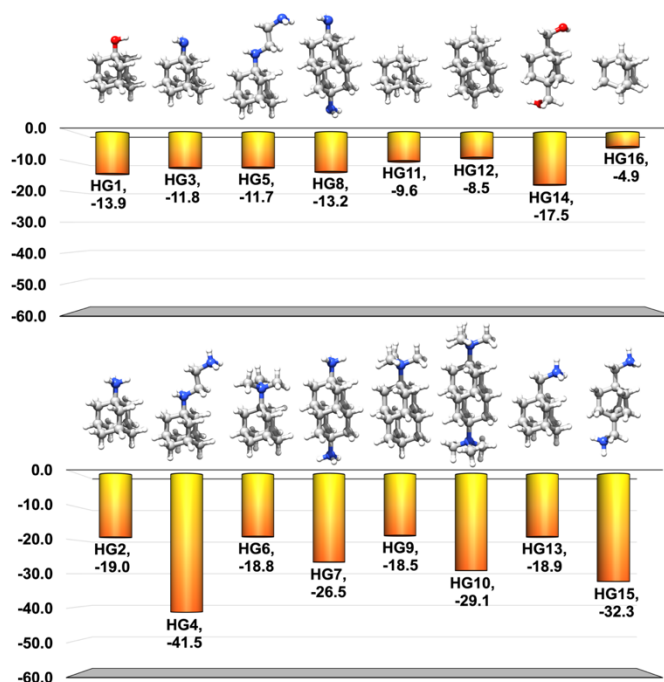 0.0
-10.0
-20.0
-30.0
-40.0
-50.0
-60.0
HG1,
-13.9
HG3,
-11.8
HG5,
-11.7
HG8,
-13.2
HG11,
-9.6
HG12,
-8.5
HG14,
-17.5
HG16,
-4.9
0.0
-10.0
-20.0
-30.0
-40.0
-50.0
-60.0
HG2,
-19.0
HG4,
-41.5
HG6,
-18.8
HG7,
-26.5
HG9,
-18.5
HG10,
-29.1
HG13,
-18.9
HG15,
-32.3